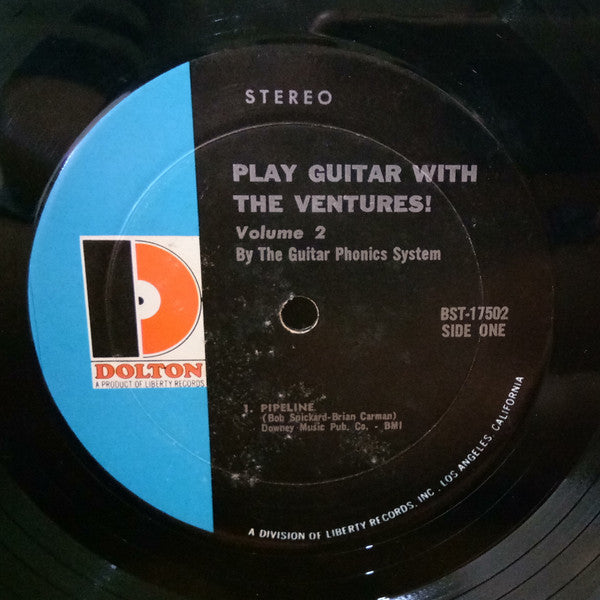 STEREO
PLAY GUITAR WITH
THE VENTURES!
Volume 2
By The Guitar Phonics System
BST-17502
SIDE ONE
D
DOLTON
A PRODUCT OF LIBERTY RECORDS
1. PIPELINE
(Bob Spickard-Brian Carman)
Downey Music Pub. Co. - BMI
A DIVISION OF LIBERTY RECORDS, INC., LOS ANGELES, CALIFORNIA